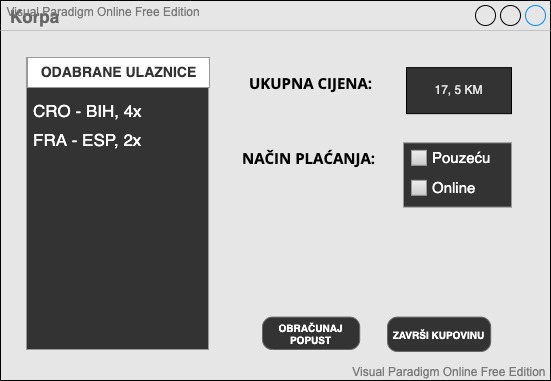 Visual Paradigm Online Free Edition
Korpa
ODABRANE ULAZNICE
CRO - BIH, 4x
FRA - ESP, 2x
UKUPNA CIJENA:
17, 5 KM
NAČIN PLAĆANJA:
Pouzeću
Online
OBRAČUNAJ
POPUST
ZAVRŠI KUPOVINU
Visual Paradigm Online Free Edition